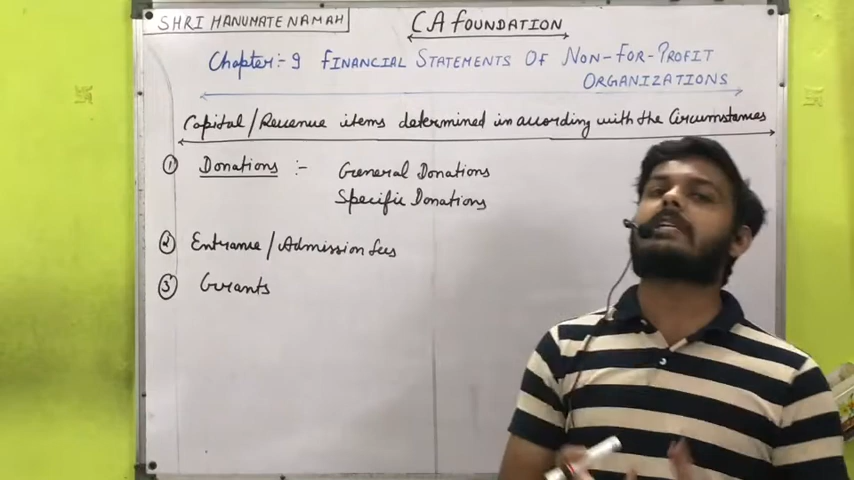 SHRI HANUMATE NAMAH
CA FOUNDATION
Chapter:- 9 FINANCIAL STATEMENTS OF NON-FOR-PROFIT
ORGANIZATIONS
Capital/Revenue items determined in according with the Circumstances
① Donations :- General Donations
Specific Donations
② Entrance/Admission fees
③ Grants